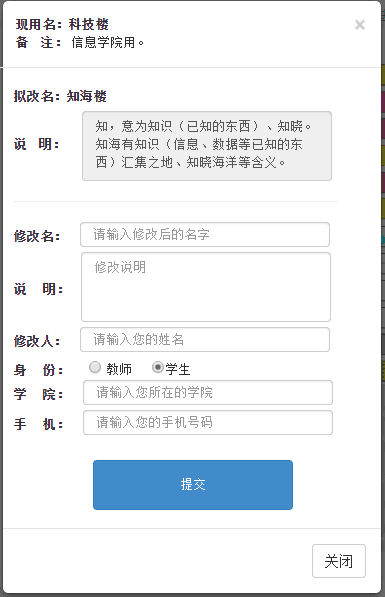 现用名：科技楼 ×
备 注：信息学院用。
拟改名：知海楼
知，意为知识（已知的东西）、知晓。
说 明：知海有知识（信息、数据等已知的东
西）汇集之地、知晓海洋等含义。
修改名：请输入修改后的名字
修改说明
说 明：
修改人：请输入您的姓名
身 份：教师 学生
学 院：请输入您所在的学院
手 机：请输入您的手机号码
提交
关闭